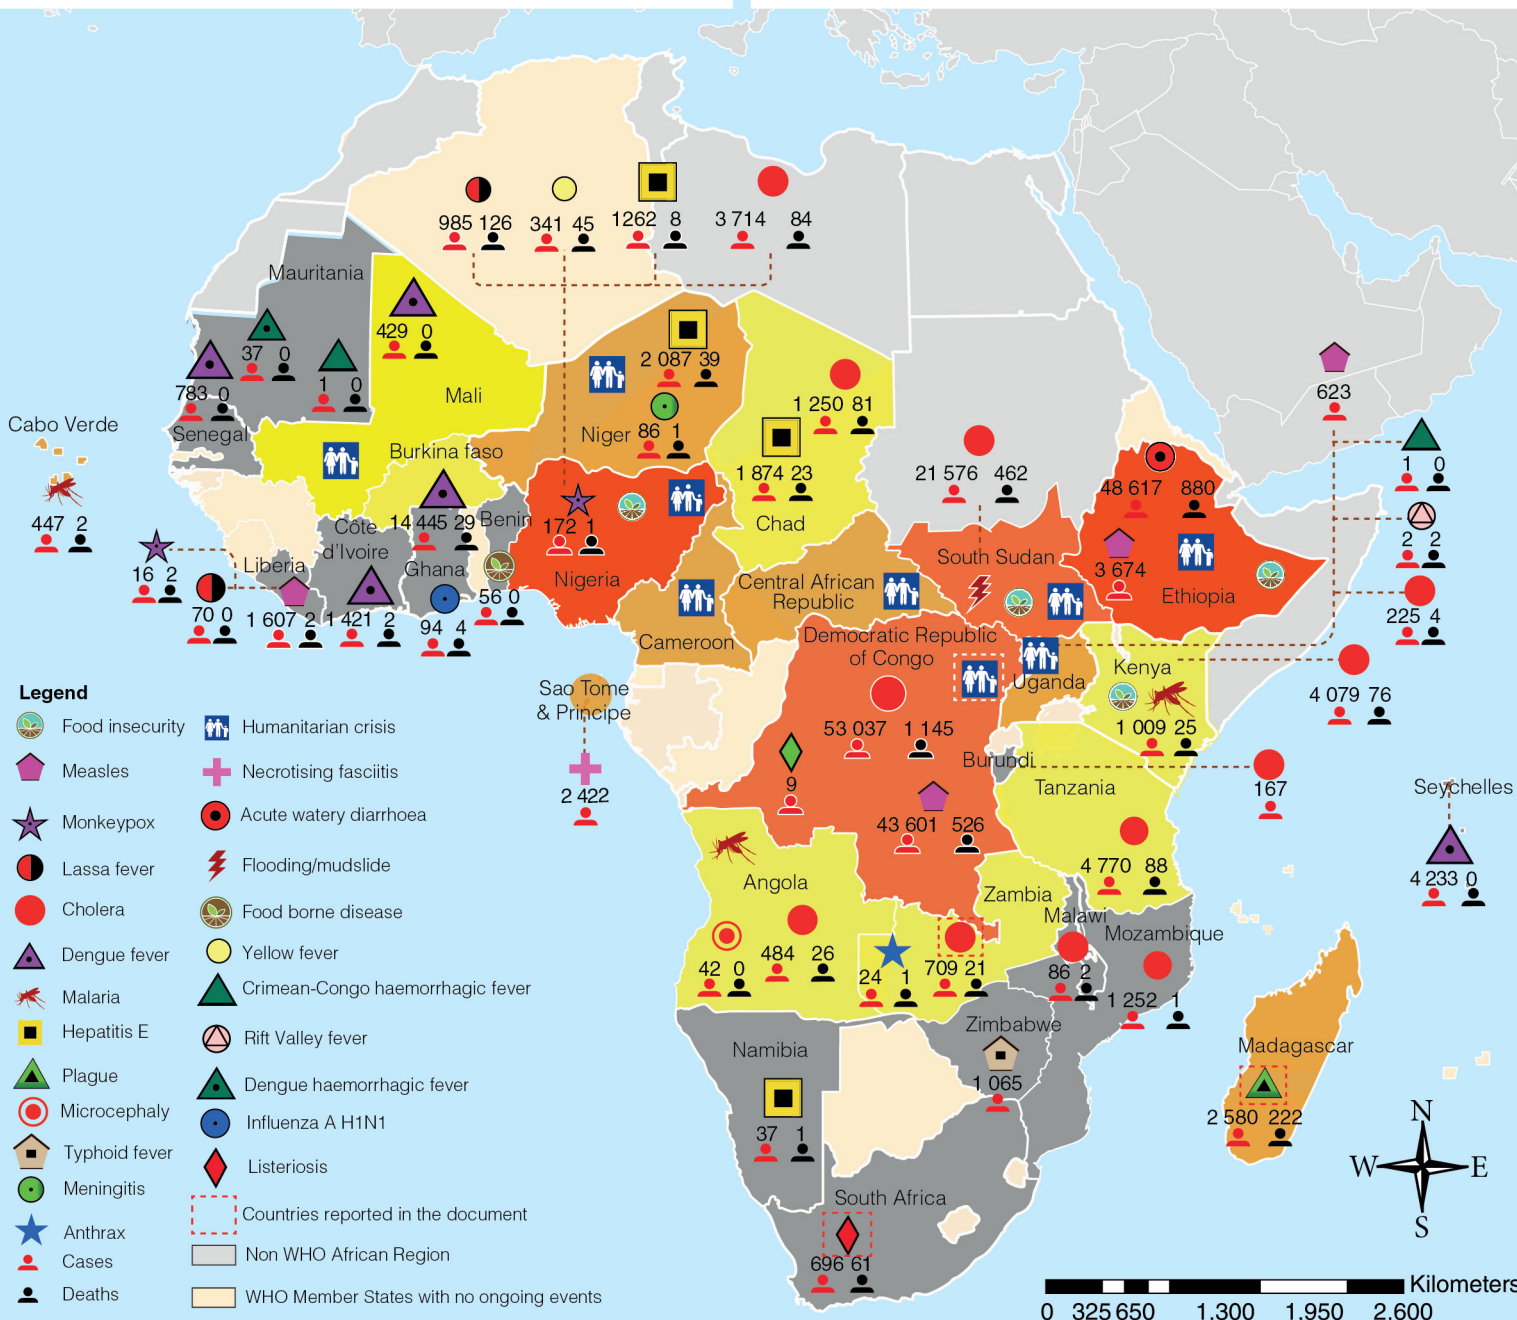 985 126
341 45
1262 8
3 714 84
Mauritania
429 0
37 0
1 0
783 0
Mali
2 087 39
1 250 81
623
Cabo Verde
Senegal
Burkina faso
Niger
86 1
1 874 23
21 576 462
1 0
48 617 880
447 2
14 445 29
Benin
172 1
Chad
Côte
d'Ivoire
Ghana
Liberia
Nigeria
South Sudan
3 674
2 2
16 2
Central African
Republic
Ethiopia
70 0
1 607 2
1 421 2
94 4
56 0
Cameroon
Democratic Republic
of Congo
225 4
Kenya
Uganda
Sao Tome
& Principe
4 079 76
53 037 1 145
1 009 25
Burundi
9
Tanzania
167
Seychelles
2 422
43 601 526
4 770 88
4 233 0
Angola
Zambia
Malawi
Mozambique
42 0
484 26
24 1
709 21
86 2
1 252 1
Zimbabwe
Namibia
Madagascar
1 065
37 1
2 580 222
South Africa
696 61
Legend
Food insecurity
Humanitarian crisis
Measles
Necrotising fasciitis
Monkeypox
Acute watery diarrhoea
Lassa fever
Flooding/mudslide
Cholera
Food borne disease
Dengue fever
Yellow fever
Malaria
Crimean-Congo haemorrhagic fever
Hepatitis E
Rift Valley fever
Plague
Dengue haemorrhagic fever
Microcephaly
Influenza A H1N1
Typhoid fever
Listeriosis
Meningitis
Countries reported in the document
Anthrax
Non WHO African Region
Cases
Deaths
WHO Member States with no ongoing events
N
W E
S
Kilometers
0 325 650 1,300 1,950 2,600